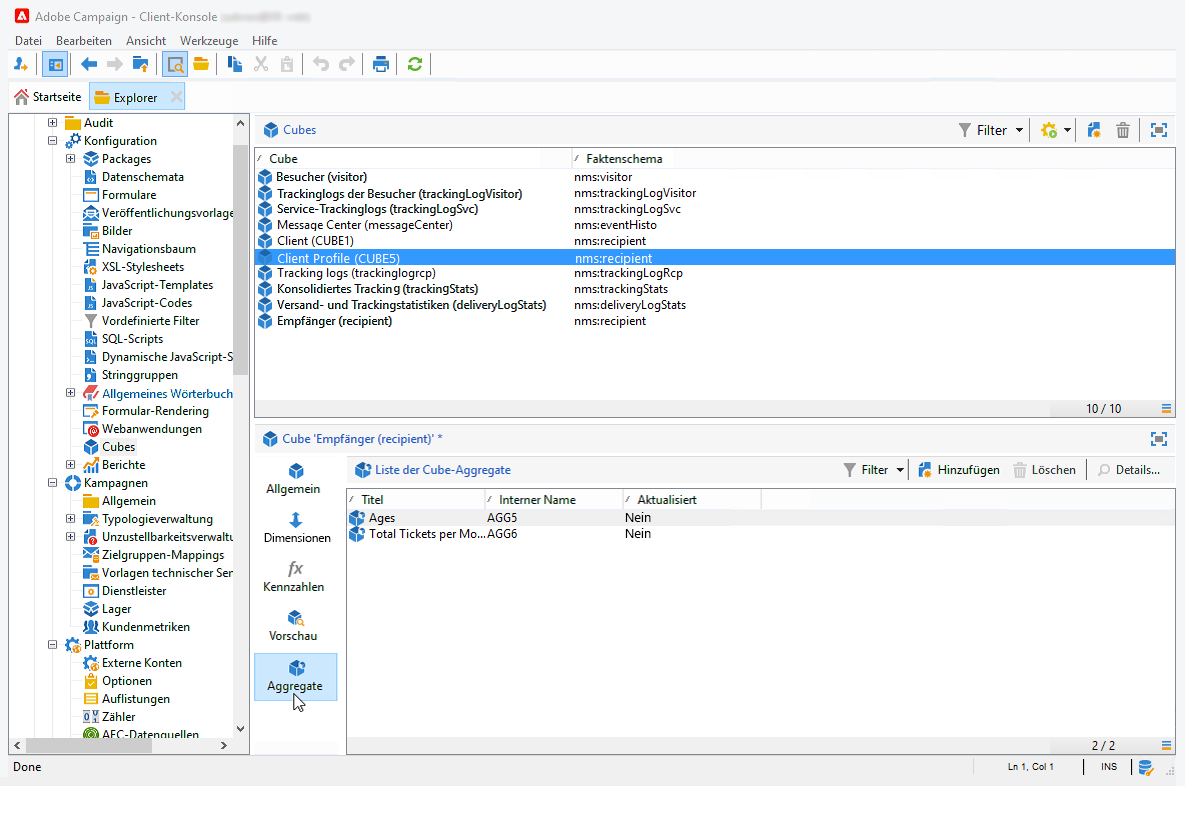 Adobe Campaign - Client-Konsole
Datei Bearbeiten Ansicht Werkzeuge Hilfe
Startseite Explorer
Audit
Konfiguration
Packages
Datenschemata
Formulare
Veröffentlichungsvorlage
Bilder
Navigationsbaum
XSL-Stylesheets
JavaScript-Templates
JavaScript-Codes
Vordefinierte Filter
SQL-Scripts
Dynamische JavaScript-S
Stringgruppen
Allgemeines Wörterbuch
Formular-Rendering
Webanwendungen
Cubes
Berichte
Kampagnen
Allgemein
Typologieverwaltung
Unzustellbarkeitsverwaltu
Zielgruppen-Mappings
Vorlagen technischer Ser
Dienstleister
Lager
Kundenmetriken
Plattform
Externe Konten
Optionen
Auflistungen
Zähler
AEC-Datenquellen
Cubes Filter
Cube Faktenschema
Besucher (visitor) nms:visitor
Trackinglogs der Besucher (trackingLogVisitor) nms:trackingLogVisitor
Service-Trackinglogs (trackingLogSvc) nms:trackingLogSvc
Message Center (messageCenter) nms:eventHisto
Client (CUBE1) nms:recipient
Client Profile (CUBE5) nms:recipient
Tracking logs (trackinglogrcp) nms:trackingLogRcp
Konsolidiertes Tracking (trackingStats) nms:trackingStats
Versand- und Trackingstatistiken (deliveryLogStats) nms:deliveryLogStats
Empfänger (recipient) nms:recipient
10 / 10
Cube 'Empfänger (recipient)' *
Allgemein
Dimensionen
fx
Kennzahlen
Vorschau
Aggregate
Liste der Cube-Aggregate Filter Hinzufügen Löschen Details...
Titel Interner Name Aktualisiert
Ages AGG5 Nein
Total Tickets per Mo... AGG6 Nein
2 / 2
Done Ln 1, Col 1 INS